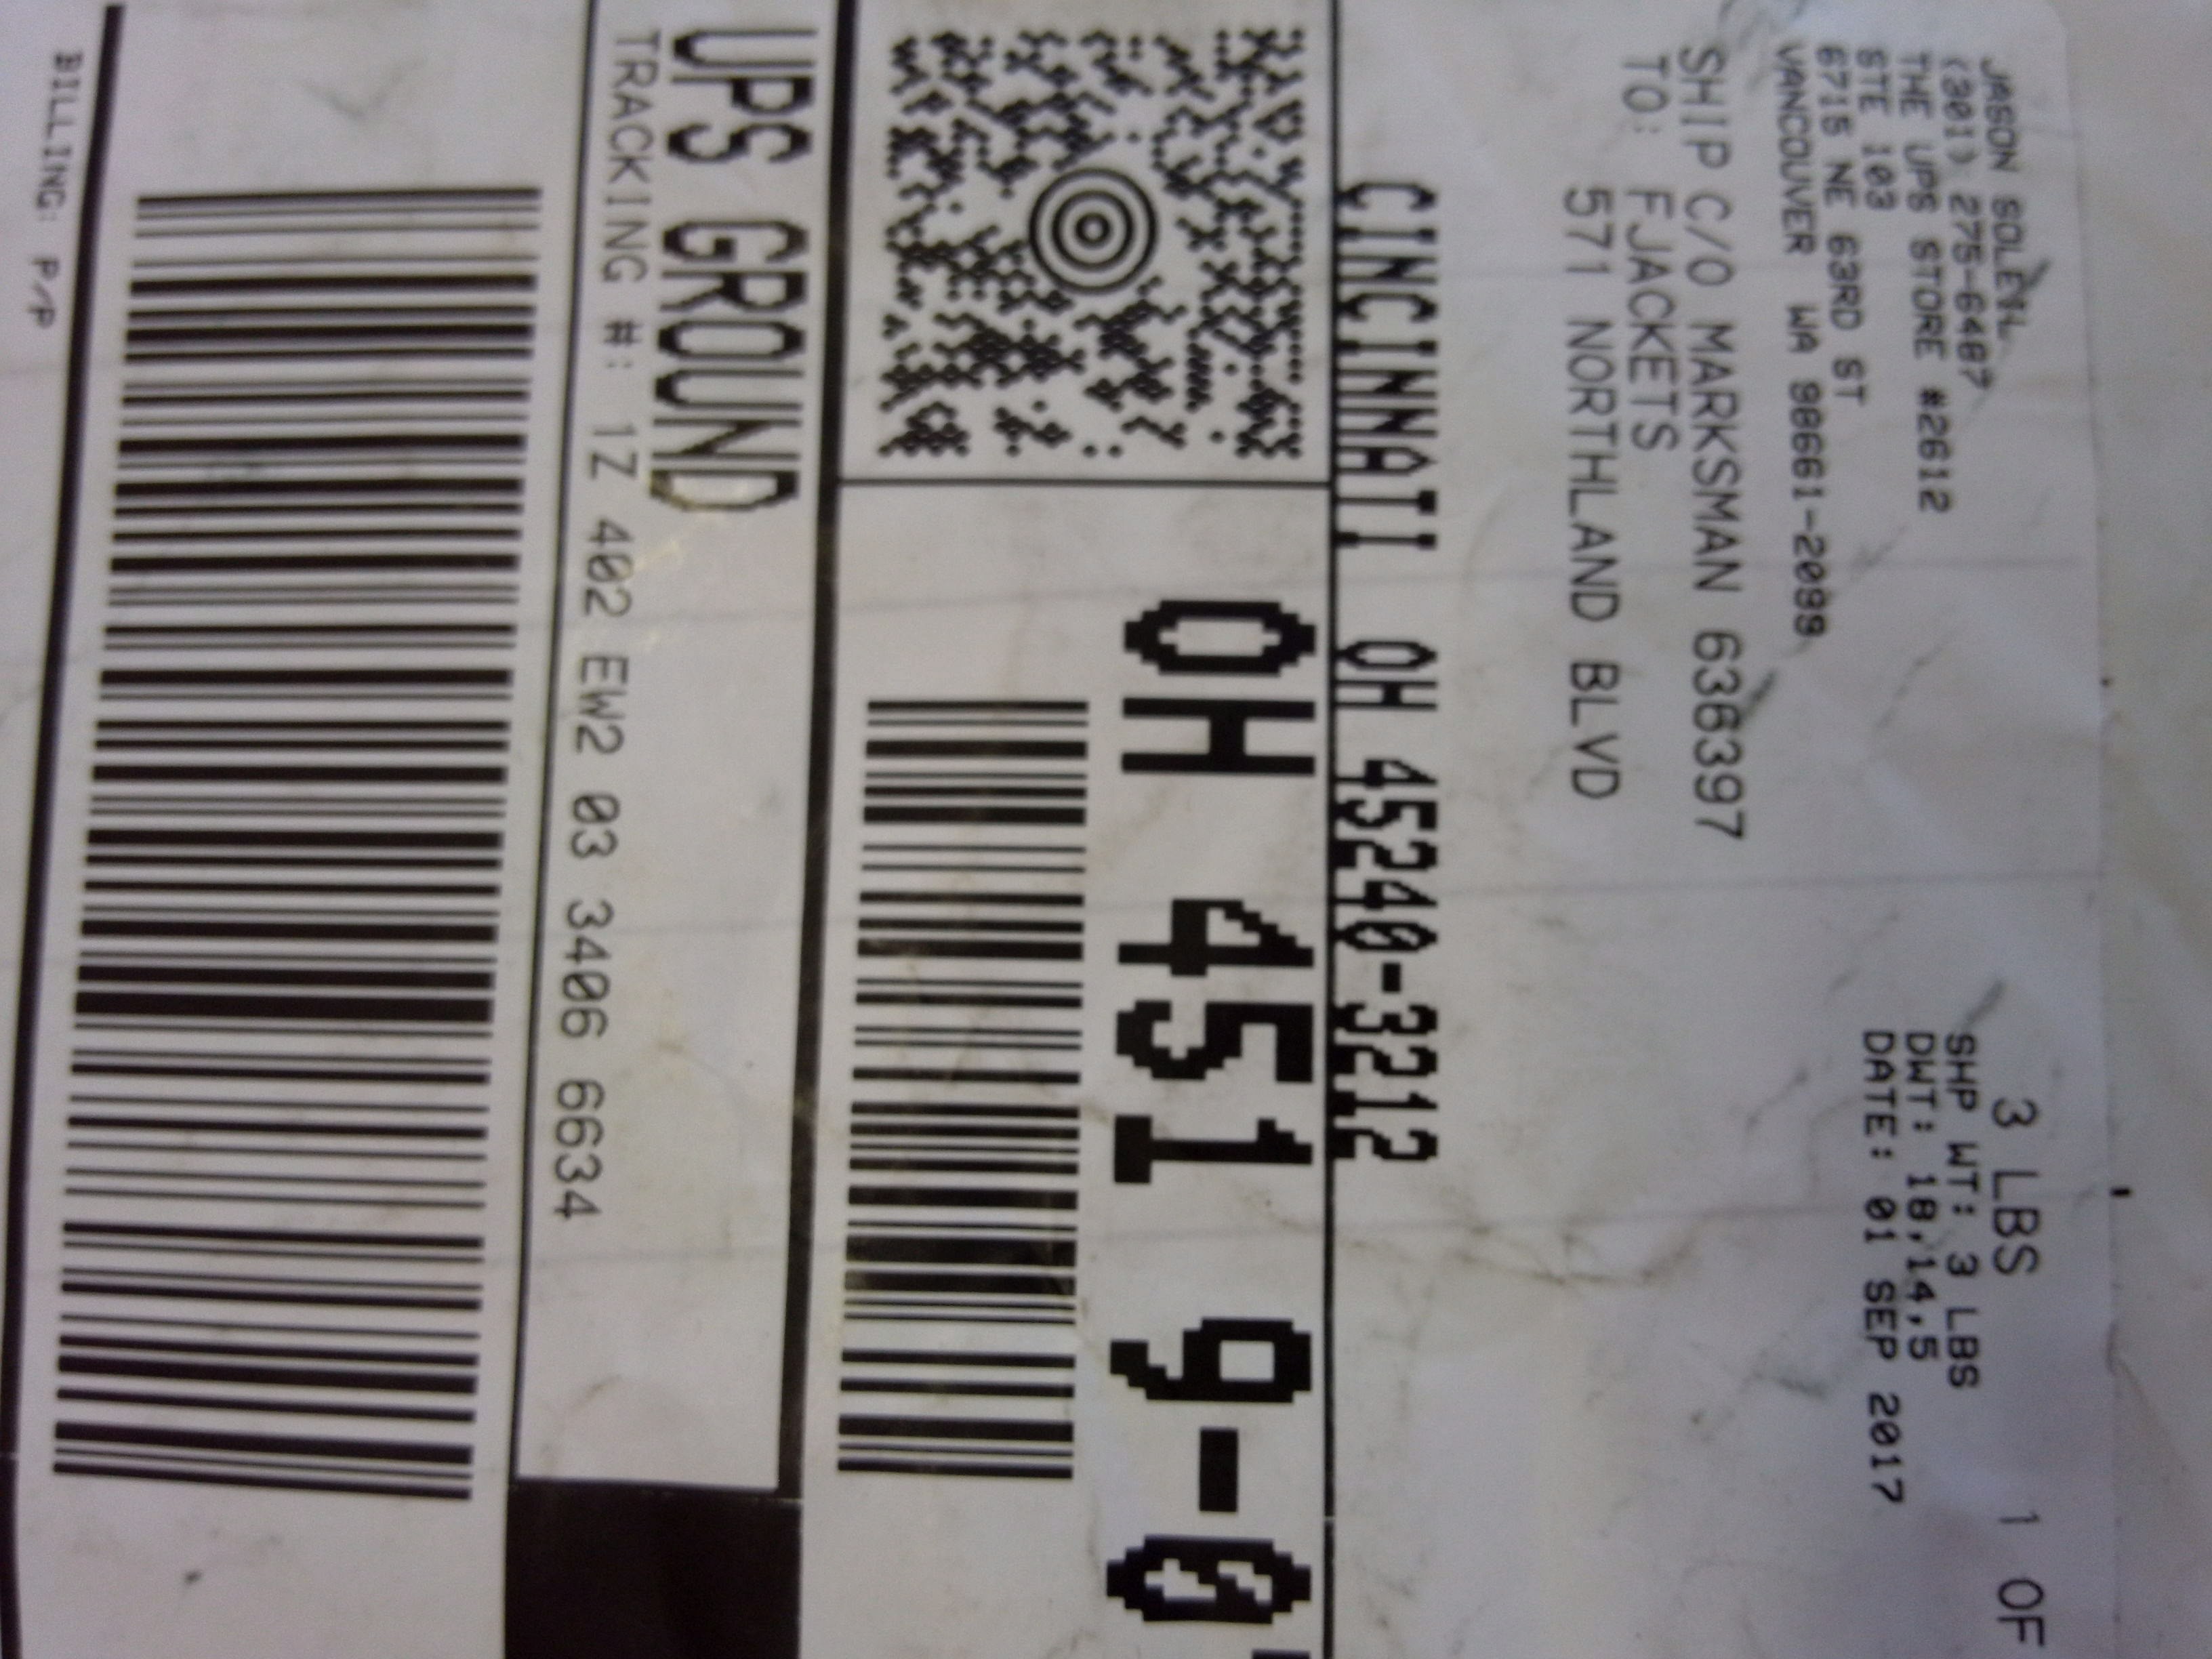 JASON
(201) 275-6487
THE UPS STORE #2612
STE 103
6715 NE 63RD ST
VANCOUVER WA 98661-2099
3 LBS 1 OF
SHP WT: 3 LBS
DWT: 18,14,5
DATE: 01 SEP 2017
SHIP C/O MARKSMAN 636397
TO: FJACKETS
571 NORTHLAND BLVD
CINCINNATI OH 45240-3212
OH 451 9-0
UPS GROUND
TRACKING #: 1Z 402 EW2 03 3406 6634
BILLING: P/P